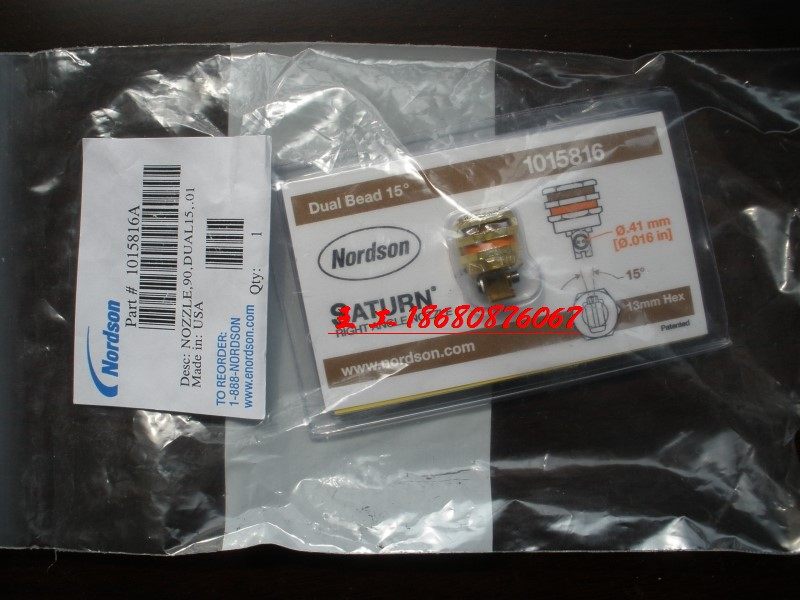 Nordson
Part # 1015816A
Desc: NOZZLE,90,DUAL15,.01
Made in: USA
TO REORDER:
1-888-NORDSON
www.enordson.com
Qty: 1
Dual Bead 15°
1015816
Nordson
SATURN®
RIGHT ANGLE
www.nordson.com
Ø.41 mm
[Ø.016 in]
15°
13mm Hex
Patented
王工 18680876067